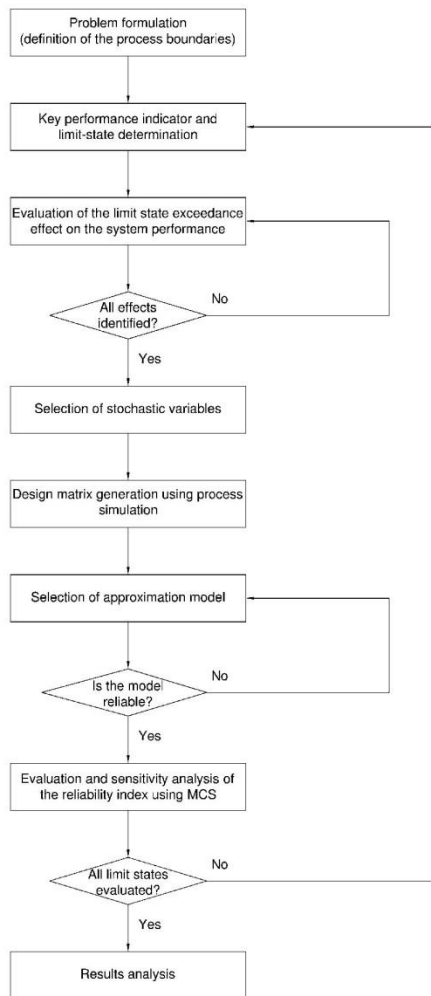 Problem formulation
(definition of the process boundaries)
Key performance indicator and
limit-state determination
Evaluation of the limit state exceedance
effect on the system performance
All effects
identified?
No
Yes
Selection of stochastic variables
Design matrix generation using process
simulation
Selection of approximation model
Is the model
reliable?
No
Yes
Evaluation and sensitivity analysis of
the reliability index using MCS
All limit states
evaluated?
No
Yes
Results analysis